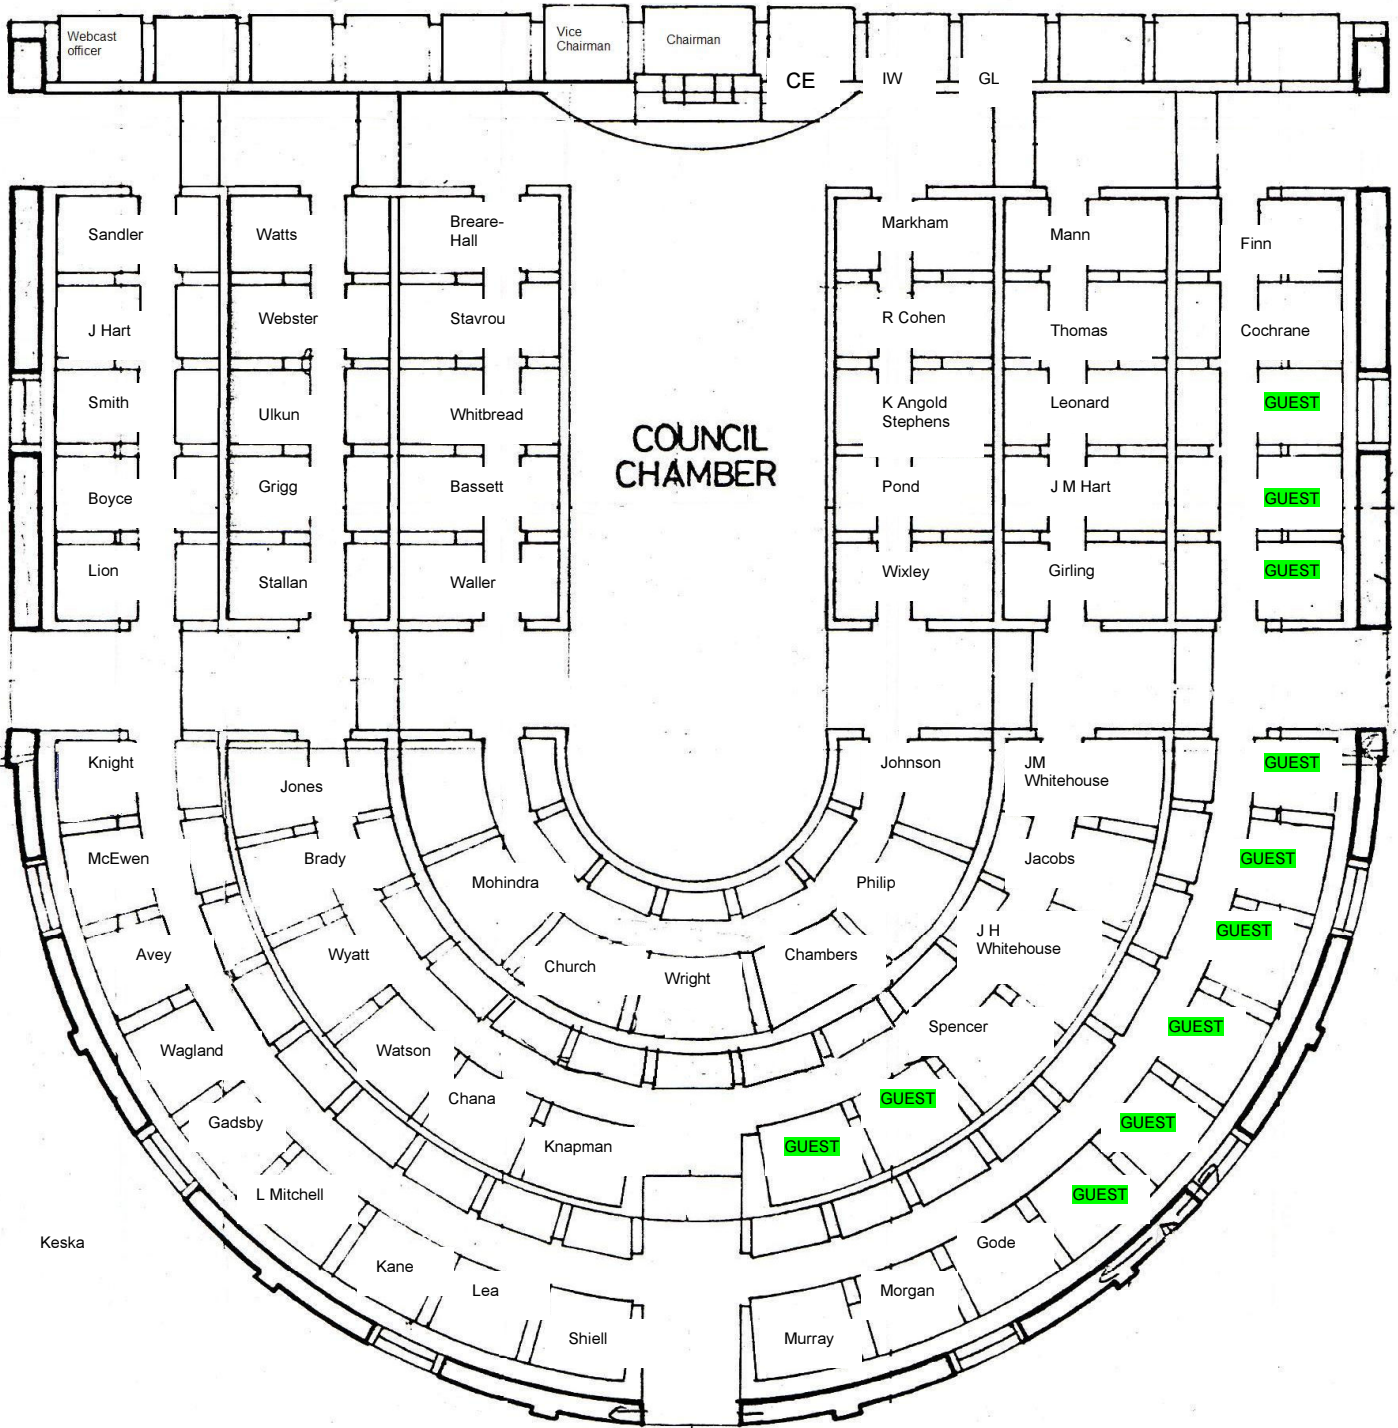 Webcast
officer
Vice
Chairman
Chairman
CE
IW
GL
Sandler
Watts
Breare-
Hall
Markham
Mann
Finn
J Hart
Webster
Stavrou
R Cohen
Thomas
Cochrane
Smith
Ulkun
Whitbread
K Angold
Stephens
Leonard
GUEST
COUNCIL
CHAMBER
Boyce
Grigg
Bassett
Pond
J M Hart
GUEST
Lion
Stallan
Waller
Wixley
Girling
GUEST
Knight
Jones
Johnson
JM
Whitehouse
GUEST
McEwen
Brady
Mohindra
Philip
Jacobs
GUEST
Avey
Wyatt
Church
Wright
Chambers
J H
Whitehouse
GUEST
Wagland
Watson
Spencer
GUEST
Gadsby
Chana
GUEST
GUEST
Knapman
GUEST
L Mitchell
GUEST
Keska
Kane
Gode
Lea
Morgan
Shiell
Murray